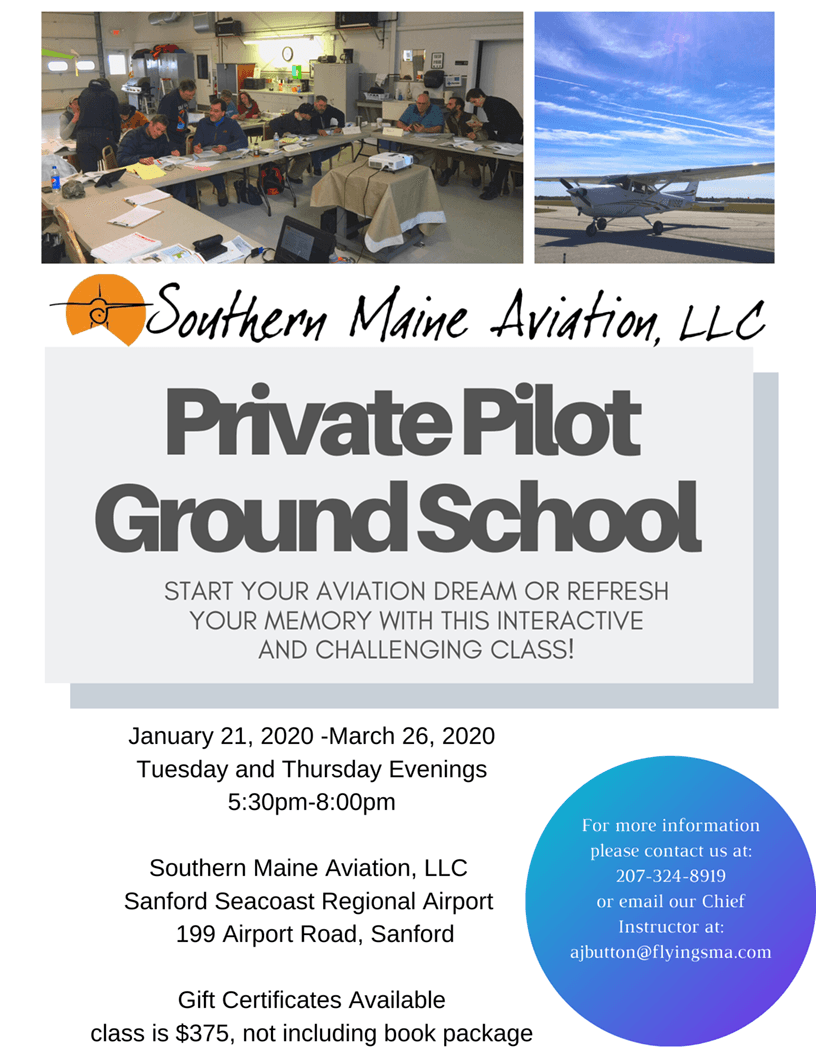 Southern Maine Aviation, LLC
Private Pilot
Ground School
START YOUR AVIATION DREAM OR REFRESH
YOUR MEMORY WITH THIS INTERACTIVE
AND CHALLENGING CLASS!
January 21, 2020 -March 26, 2020
Tuesday and Thursday Evenings
5:30pm-8:00pm
Southern Maine Aviation, LLC
Sanford Seacoast Regional Airport
199 Airport Road, Sanford
Gift Certificates Available
class is $375, not including book package
For more information
please contact us at:
207-324-8919
or email our Chief
Instructor at:
ajbutton@flyingsma.com